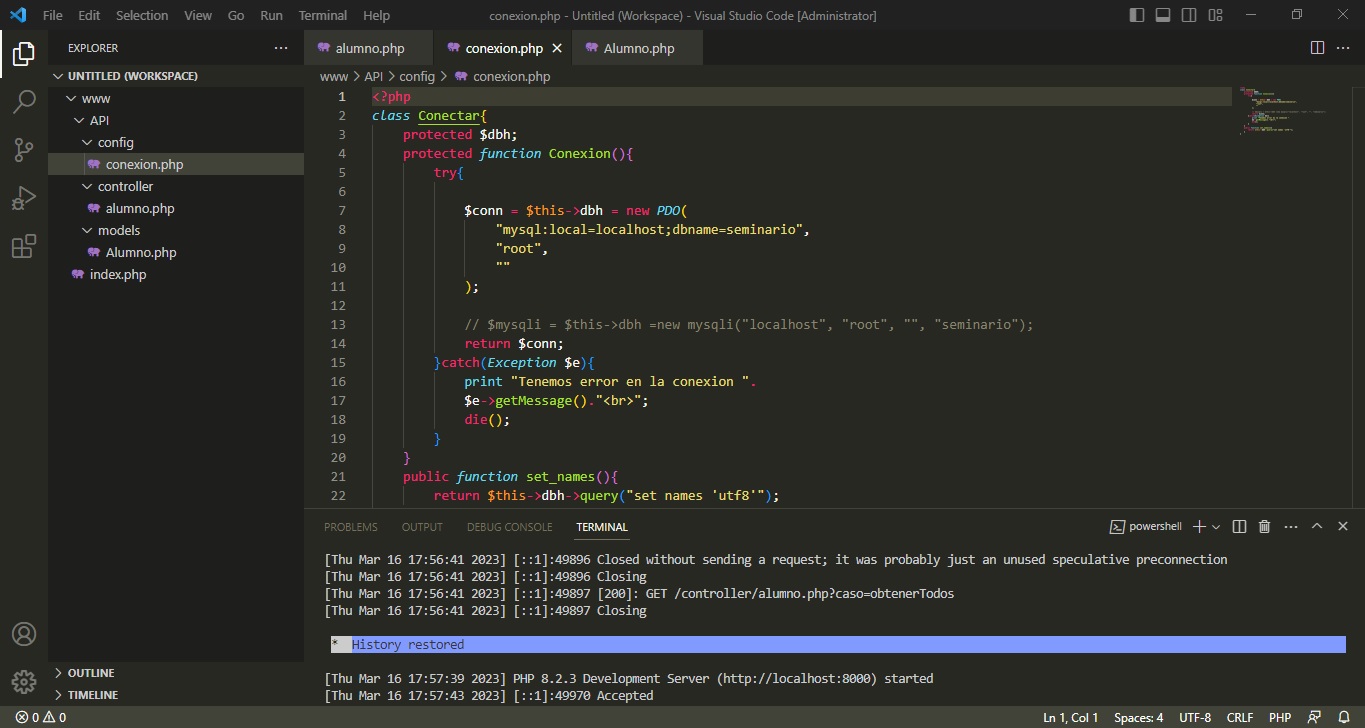 File Edit Selection View Go Run Terminal Help conexion.php - Untitled (Workspace) - Visual Studio Code [Administrator]
EXPLORER
UNTITLED (WORKSPACE)
www
API
config
conexion.php
controller
alumno.php
models
Alumno.php
index.php
OUTLINE
TIMELINE
alumno.php conexion.php Alumno.php
www > API > config > conexion.php
1 <?php
2 class Conectar{
3 protected $dbh;
4 protected function Conexion(){
5 try{
6
7 $conn = $this->dbh = new PDO(
8 "mysql:local=localhost;dbname=seminario",
9 "root",
10 ""
11 );
12
13 // $mysqli = $this->dbh =new mysqli("localhost", "root", "", "seminario");
14 return $conn;
15 }catch(Exception $e){
16 print "Tenemos error en la conexion ".
17 $e->getMessage()."<br>";
18 die();
19 }
20 }
21 public function set_names(){
22 return $this->dbh->query("set names 'utf8'");
PROBLEMS OUTPUT DEBUG CONSOLE TERMINAL powershell
[Thu Mar 16 17:56:41 2023] [::1]:49896 Closed without sending a request; it was probably just an unused speculative preconnection
[Thu Mar 16 17:56:41 2023] [::1]:49896 Closing
[Thu Mar 16 17:56:41 2023] [::1]:49897 [200]: GET /controller/alumno.php?caso=obtenerTodos
[Thu Mar 16 17:56:41 2023] [::1]:49897 Closing
* History restored
[Thu Mar 16 17:57:39 2023] PHP 8.2.3 Development Server (http://localhost:8000) started
[Thu Mar 16 17:57:43 2023] [::1]:49970 Accepted
0 0 Ln 1, Col 1 Spaces: 4 UTF-8 CRLF PHP